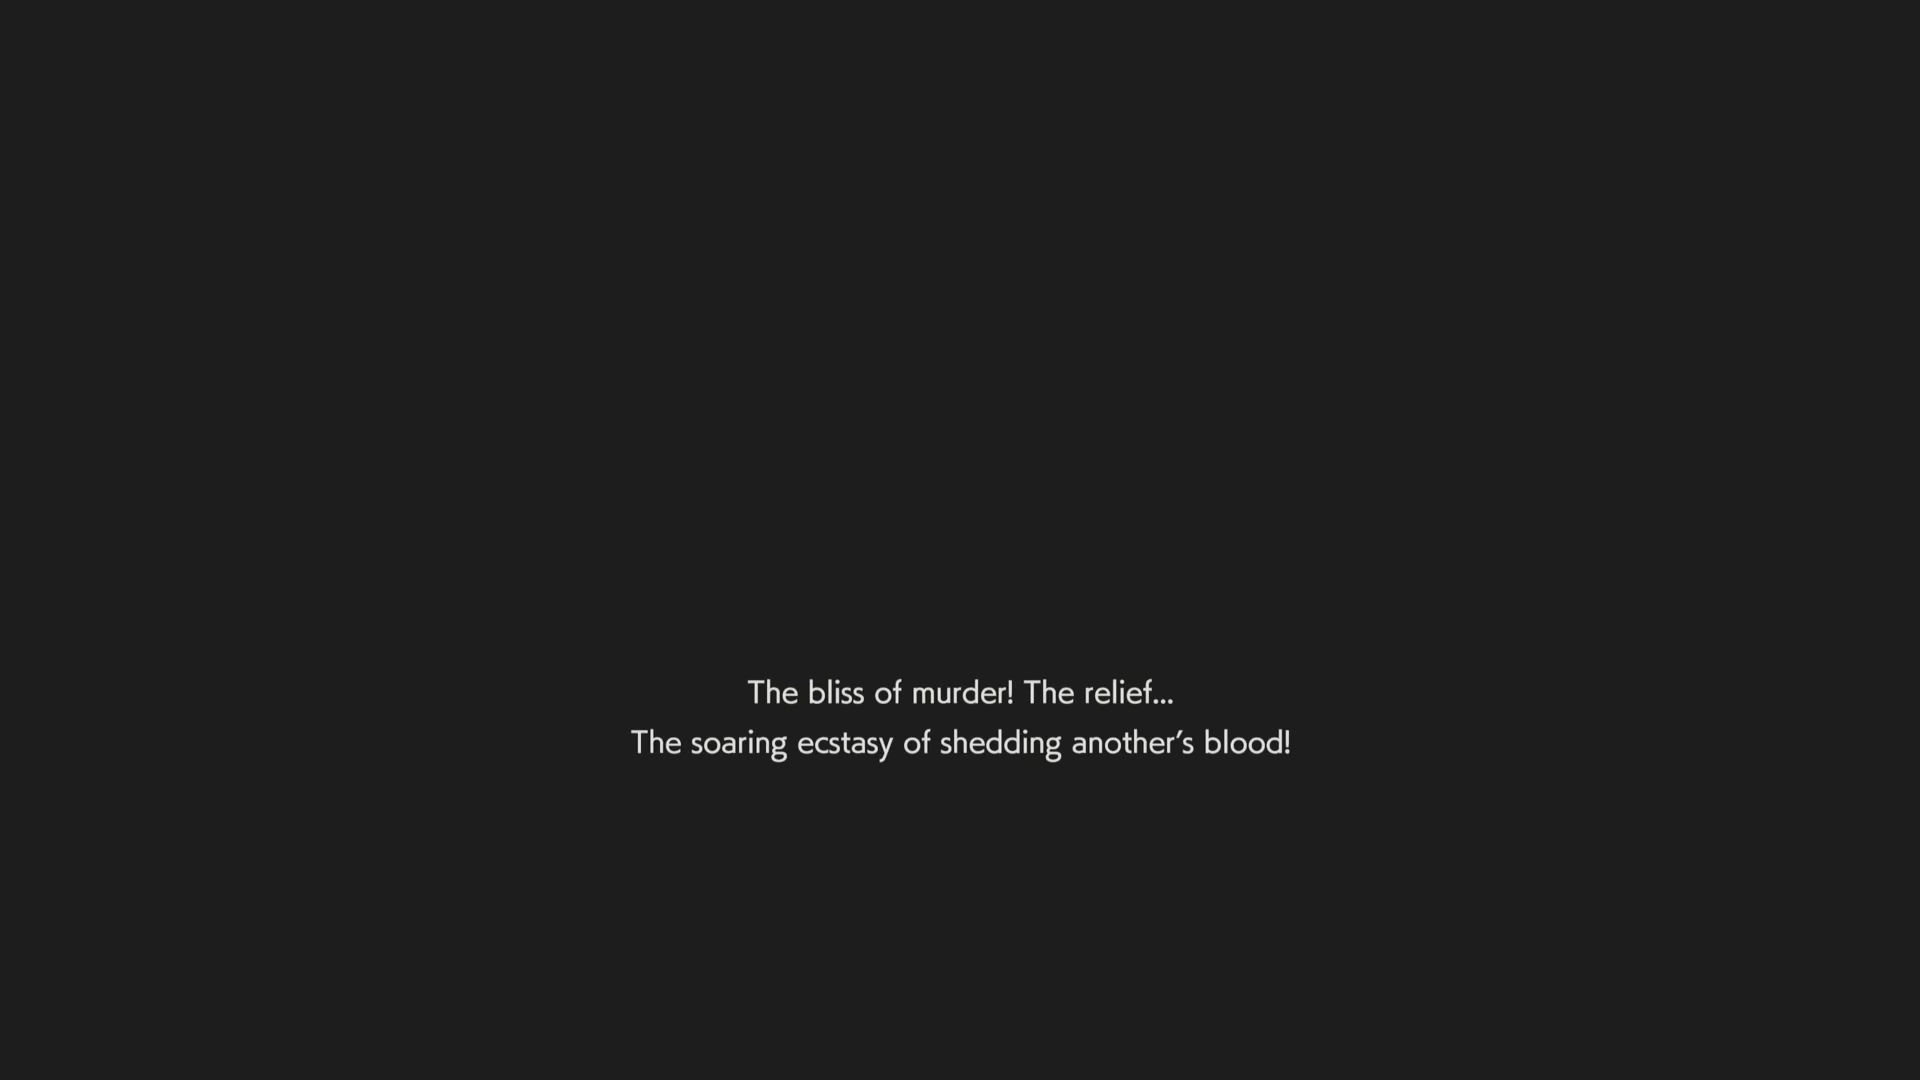 The bliss of murder! The relief...
The soaring ecstasy of shedding another’s blood!